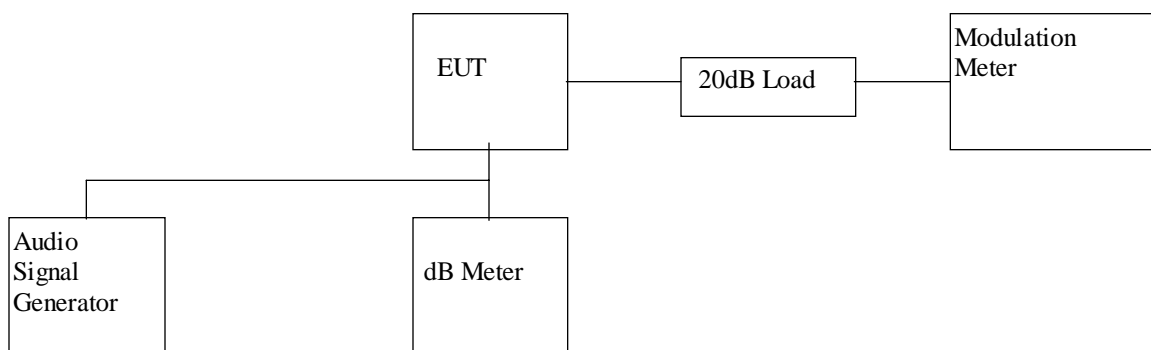 EUT
20dB Load
Modulation
Meter
Audio
Signal
Generator
dB Meter